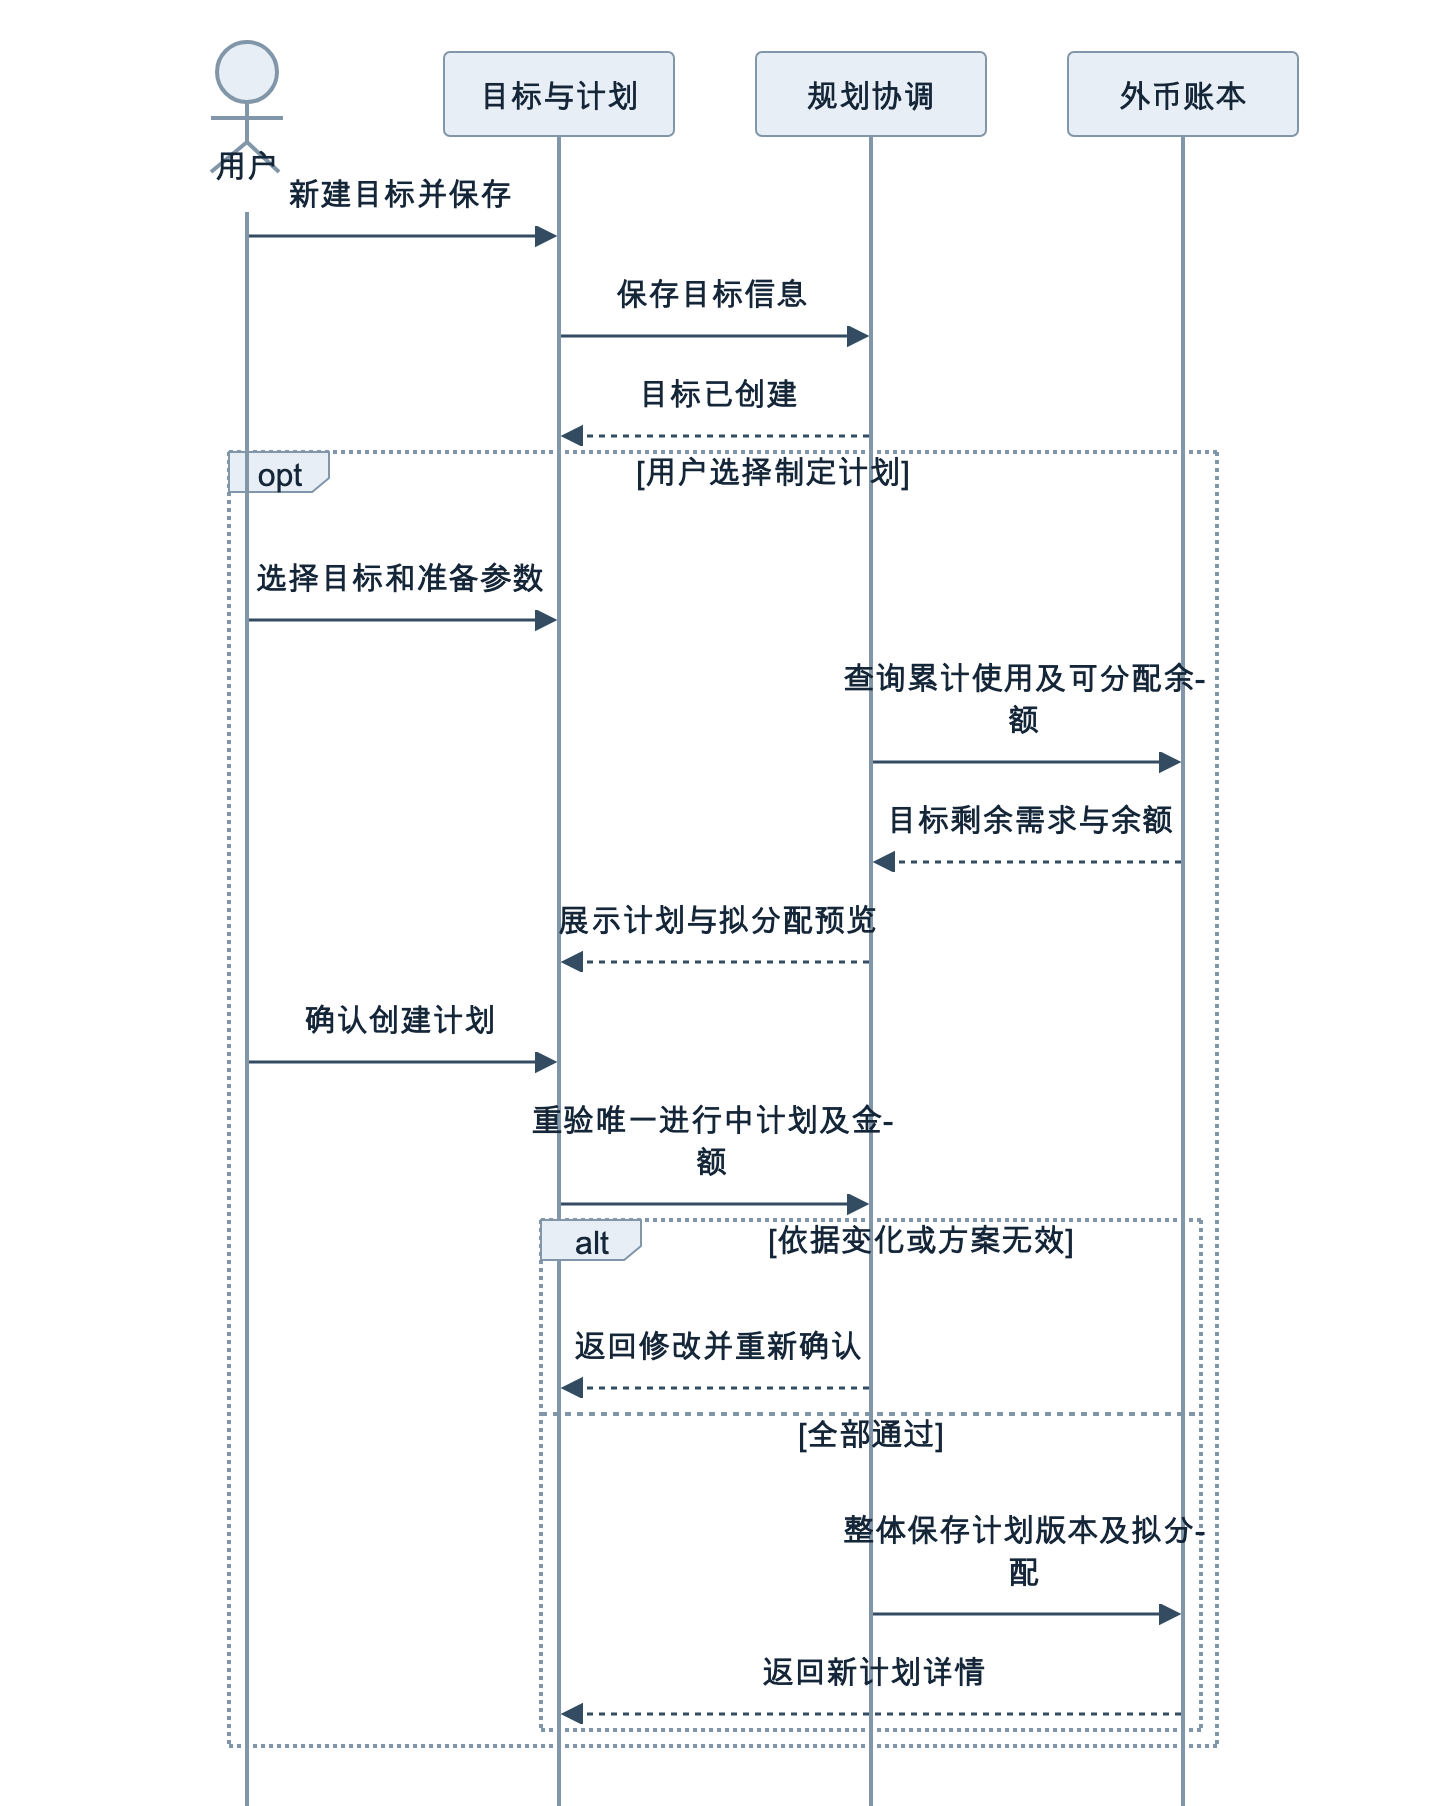 用户
目标与计划
规划协调
外币账本
新建目标并保存
保存目标信息
目标已创建
opt
[用户选择制定计划]
选择目标和准备参数
查询累计使用及可分配余-
额
目标剩余需求与余额
展示计划与拟分配预览
确认创建计划
重验唯一进行中计划及金-
额
alt
[依据变化或方案无效]
返回修改并重新确认
[全部通过]
整体保存计划版本及拟分-
配
返回新计划详情